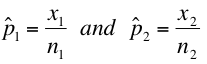 p̂₁ = x₁/n₁ and p̂₂ = x₂/n₂